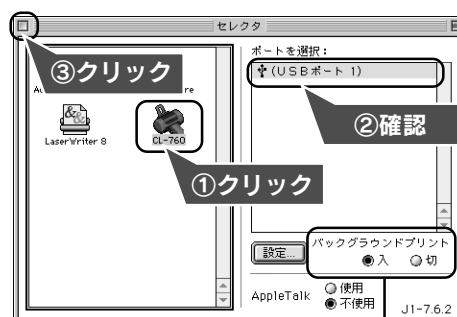 セレクタ
③クリック
ポートを選択：
(USBポート 1)
②確認
re
LaserWriter 8
CL-760
①クリック
バックグラウンドプリント
設定...
入 切
AppleTalk 使用
不使用
J1-7.6.2